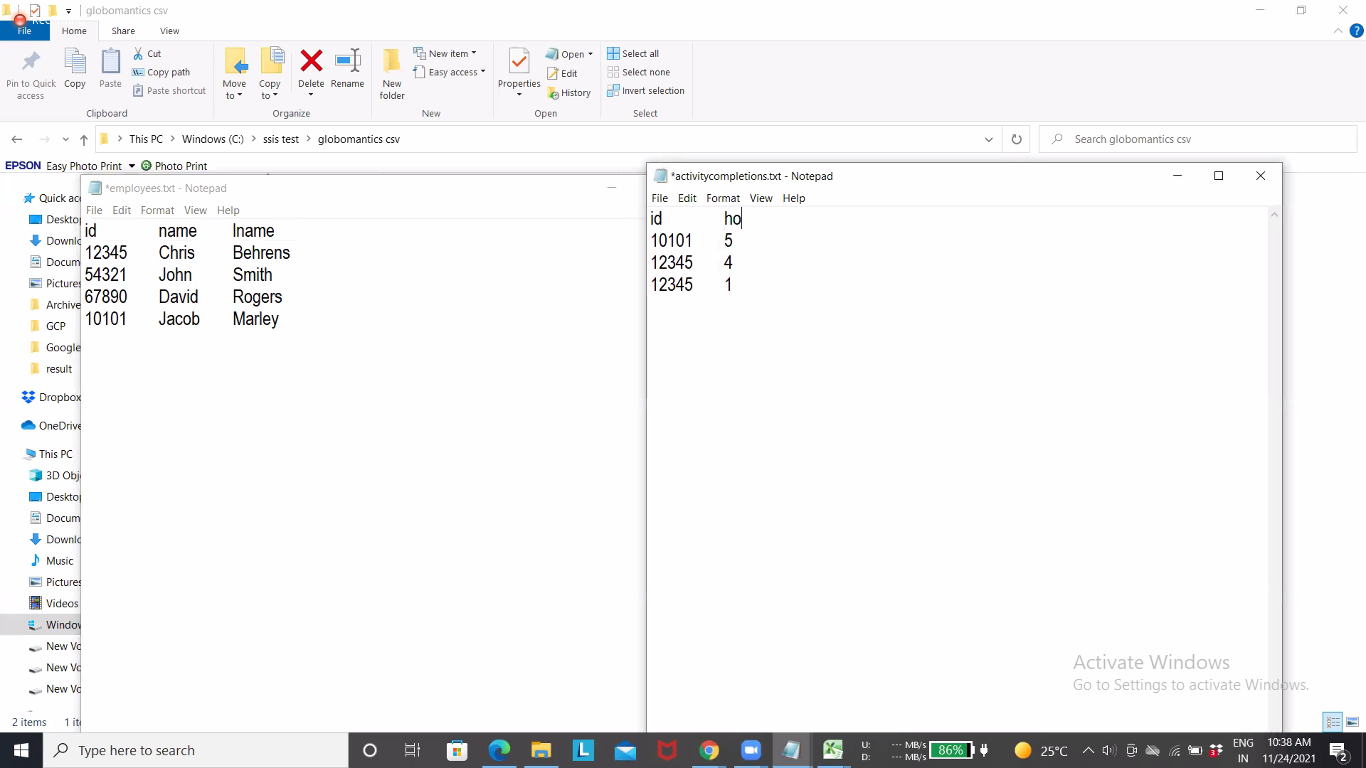 globomantics csv
File Home Share View
Pin to Quick access
Copy
Paste
Cut
Copy path
Paste shortcut
Clipboard
Move to
Copy to
Delete
Rename
Organize
New folder
New item
Easy access
New
Properties
Open
Edit
History
Open
Select all
Select none
Invert selection
Select
This PC Windows (C:) ssis test globomantics csv
Search globomantics csv
EPSON Easy Photo Print Photo Print
Quick ac
Deskto
Downlo
Docum
Pictures
Archive
GCP
Google
result
Dropbox
OneDrive
This PC
3D Obj
Deskto
Docum
Downlo
Music
Pictures
Videos
Windo
New Vo
New Vo
New Vo
2 items 1 it
*employees.txt - Notepad
File Edit Format View Help
id name lname
12345 Chris Behrens
54321 John Smith
67890 David Rogers
10101 Jacob Marley
*activitycompletions.txt - Notepad
File Edit Format View Help
id ho
10101 5
12345 4
12345 1
Activate Windows
Go to Settings to activate Windows.
Type here to search
U: -.-- MB/s
D: -.-- MB/s
86%
25°C
ENG
IN
10:38 AM
11/24/2021
2